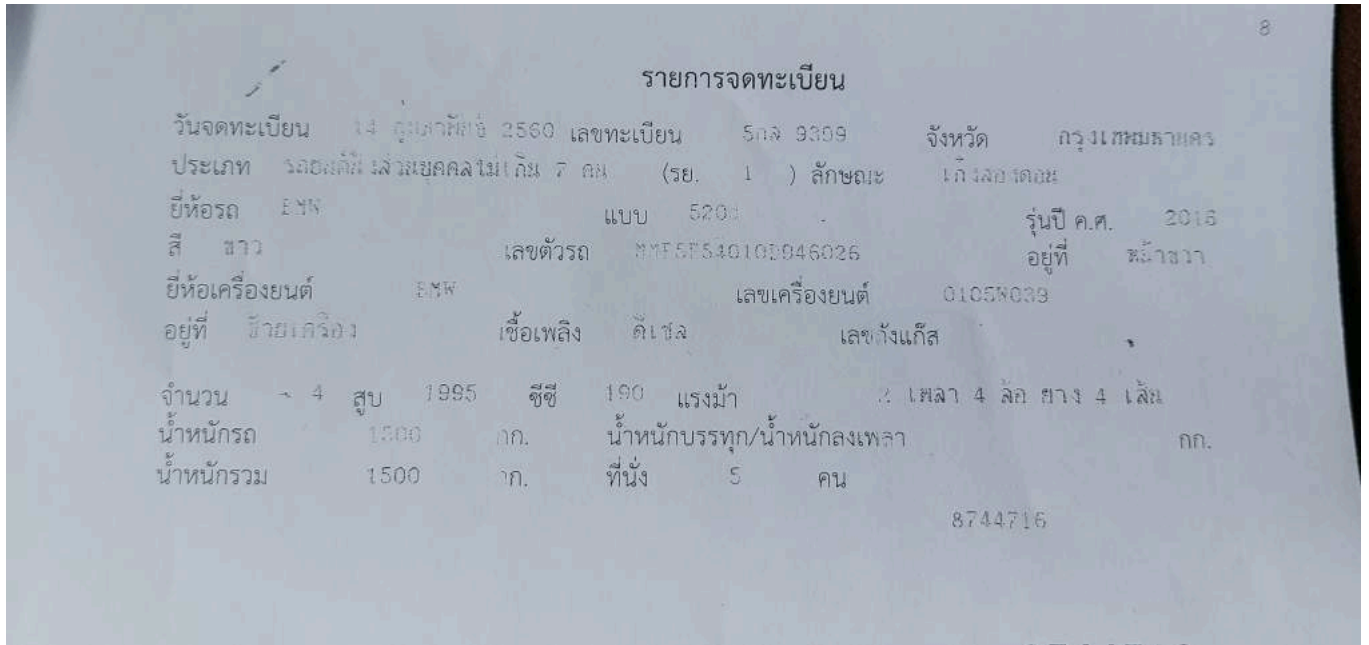 8
รายการจดทะเบียน
วันจดทะเบียน 14 กุมภาพันธ์ 2560 เลขทะเบียน 5กล 9309 จังหวัด กรุงเทพมหานคร
ประเภท รถยนต์นั่งส่วนบุคคลไม่เกิน 7 คน (รย. 1 ) ลักษณะ เก๋งสองตอน
ยี่ห้อรถ BMW แบบ 520d รุ่นปี ค.ศ. 2016
สี ขาว เลขตัวรถ อยู่ที่ หน้าขวา
ยี่ห้อเครื่องยนต์ BMW เลขเครื่องยนต์
อยู่ที่ ซ้ายเครื่อง เชื้อเพลิง ดีเซล เลขถังแก๊ส
จำนวน 4 สูบ 1995 ซีซี 190 แรงม้า 2 เพลา 4 ล้อ ยาง 4 เส้น
น้ำหนักรถ 1500 กก. น้ำหนักบรรทุก/น้ำหนักลงเพลา กก.
น้ำหนักรวม 1500 กก. ที่นั่ง 5 คน
8744716